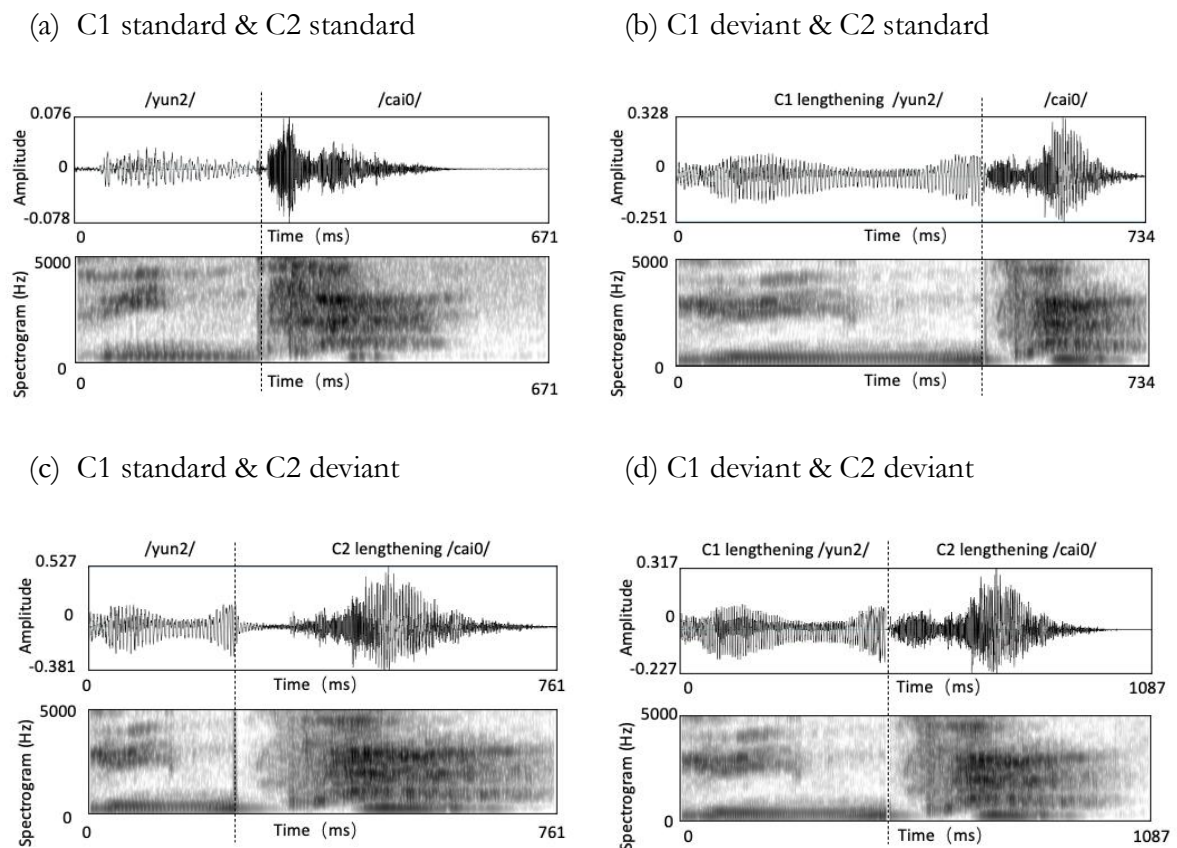 (a) C1 standard & C2 standard
/yun2/ /cai0/
0.076
Amplitude
0
-0.078
0 Time (ms) 671
5000
Spectrogram (Hz)
0
0 Time (ms) 671
(b) C1 deviant & C2 standard
C1 lengthening /yun2/ /cai0/
0.328
Amplitude
0
-0.251
0 Time (ms) 734
5000
Spectrogram (Hz)
0
0 Time (ms) 734
(c) C1 standard & C2 deviant
/yun2/ C2 lengthening /cai0/
0.527
Amplitude
0
-0.381
0 Time (ms) 761
5000
Spectrogram (Hz)
0
0 Time (ms) 761
(d) C1 deviant & C2 deviant
C1 lengthening /yun2/ C2 lengthening /cai0/
0.317
Amplitude
0
-0.227
0 Time (ms) 1087
5000
Spectrogram (Hz)
0
0 Time (ms) 1087